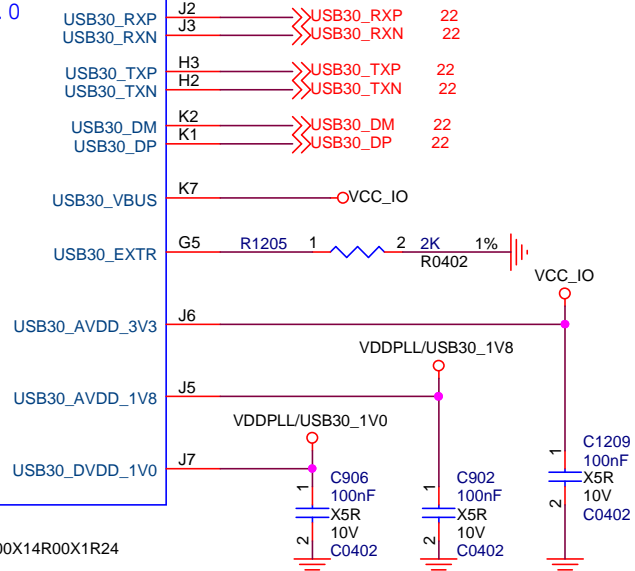 .0
USB30_RXP J2 USB30_RXP 22
USB30_RXN J3 USB30_RXN 22
USB30_TXP H3 USB30_TXP 22
USB30_TXN H2 USB30_TXN 22
USB30_DM K2 USB30_DM 22
USB30_DP K1 USB30_DP 22
USB30_VBUS K7 VCC_IO
USB30_EXTR G5 R1205 1 2 2K 1%
R0402
VCC_IO
USB30_AVDD_3V3 J6
VDDPLL/USB30_1V8
USB30_AVDD_1V8 J5
VDDPLL/USB30_1V0
USB30_DVDD_1V0 J7
1 2 C906
100nF
X5R
10V
C0402
1 2 C902
100nF
X5R
10V
C0402
1 2 C1209
100nF
X5R
10V
C0402
00X14R00X1R24